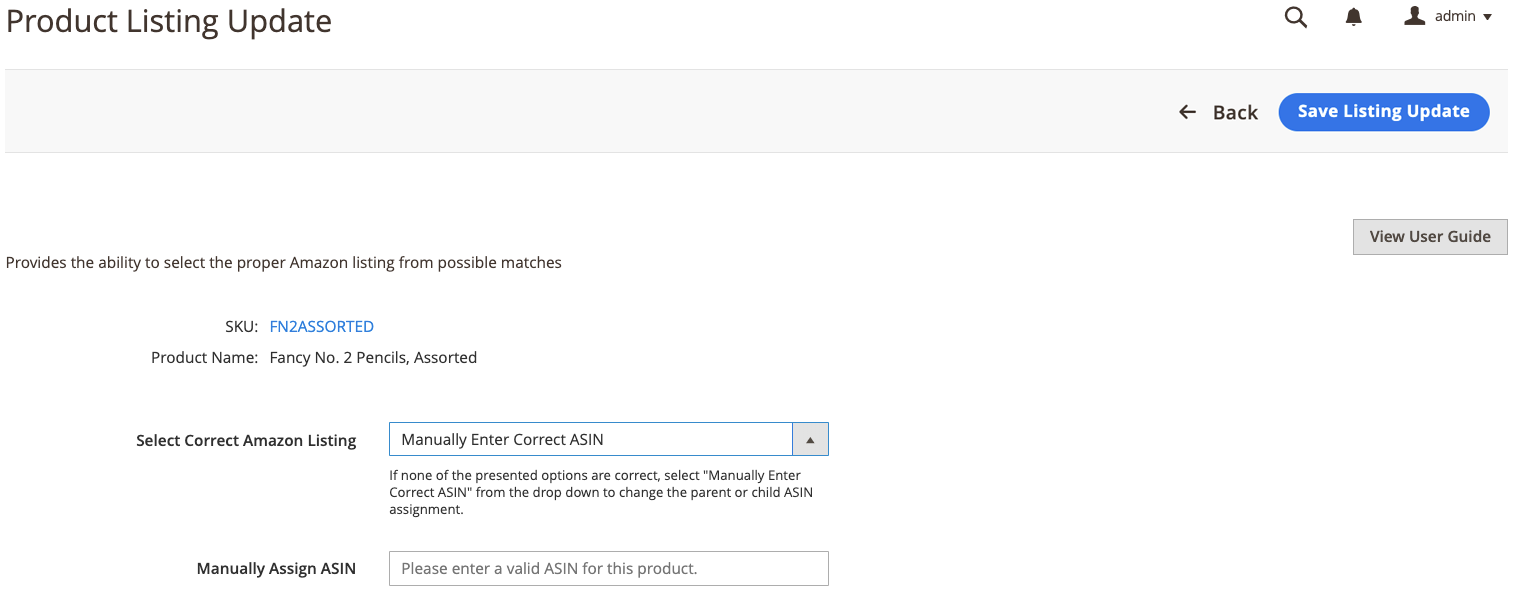 Product Listing Update
admin
Back
Save Listing Update
View User Guide
Provides the ability to select the proper Amazon listing from possible matches
SKU: FN2ASSORTED
Product Name: Fancy No. 2 Pencils, Assorted
Select Correct Amazon Listing Manually Enter Correct ASIN
If none of the presented options are correct, select "Manually Enter
Correct ASIN" from the drop down to change the parent or child ASIN
assignment.
Manually Assign ASIN Please enter a valid ASIN for this product.